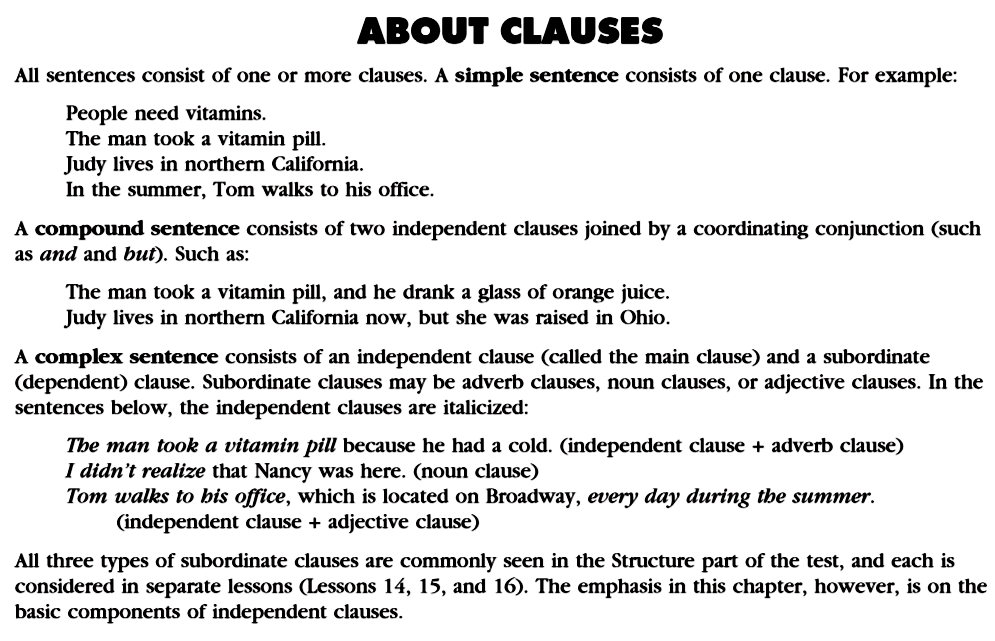 ABOUT CLAUSES
All sentences consist of one or more clauses. A simple sentence consists of one clause. For example:
People need vitamins.
The man took a vitamin pill.
Judy lives in northern California.
In the summer, Tom walks to his office.
A compound sentence consists of two independent clauses joined by a coordinating conjunction (such
as and and but). Such as:
The man took a vitamin pill, and he drank a glass of orange juice.
Judy lives in northern California now, but she was raised in Ohio.
A complex sentence consists of an independent clause (called the main clause) and a subordinate
(dependent) clause. Subordinate clauses may be adverb clauses, noun clauses, or adjective clauses. In the
sentences below, the independent clauses are italicized:
The man took a vitamin pill because he had a cold. (independent clause + adverb clause)
I didn't realize that Nancy was here. (noun clause)
Tom walks to his office, which is located on Broadway, every day during the summer.
(independent clause + adjective clause)
All three types of subordinate clauses are commonly seen in the Structure part of the test, and each is
considered in separate lessons (Lessons 14, 15, and 16). The emphasis in this chapter, however, is on the
basic components of independent clauses.